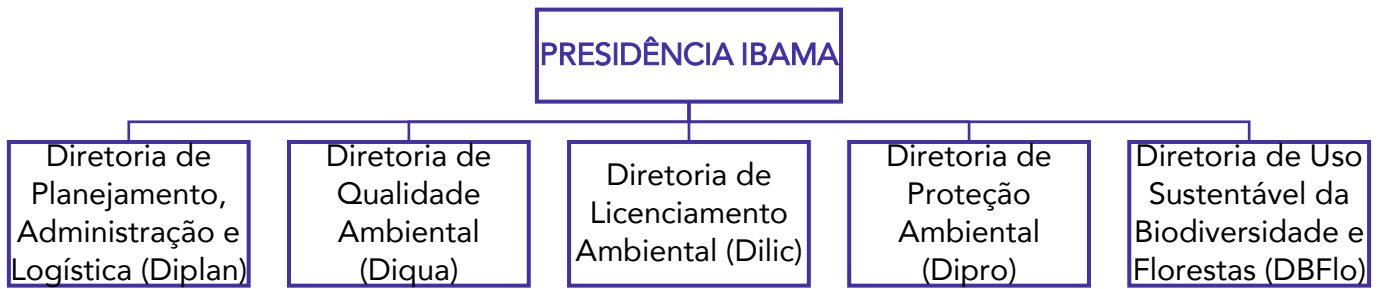 PRESIDÊNCIA IBAMA
Diretoria de
Planejamento,
Administração e
Logística (Diplan)
Diretoria de
Qualidade
Ambiental
(Diqua)
Diretoria de
Licenciamento
Ambiental (Dilic)
Diretoria de
Proteção
Ambiental
(Dipro)
Diretoria de Uso
Sustentável da
Biodiversidade e
Florestas (DBFlo)